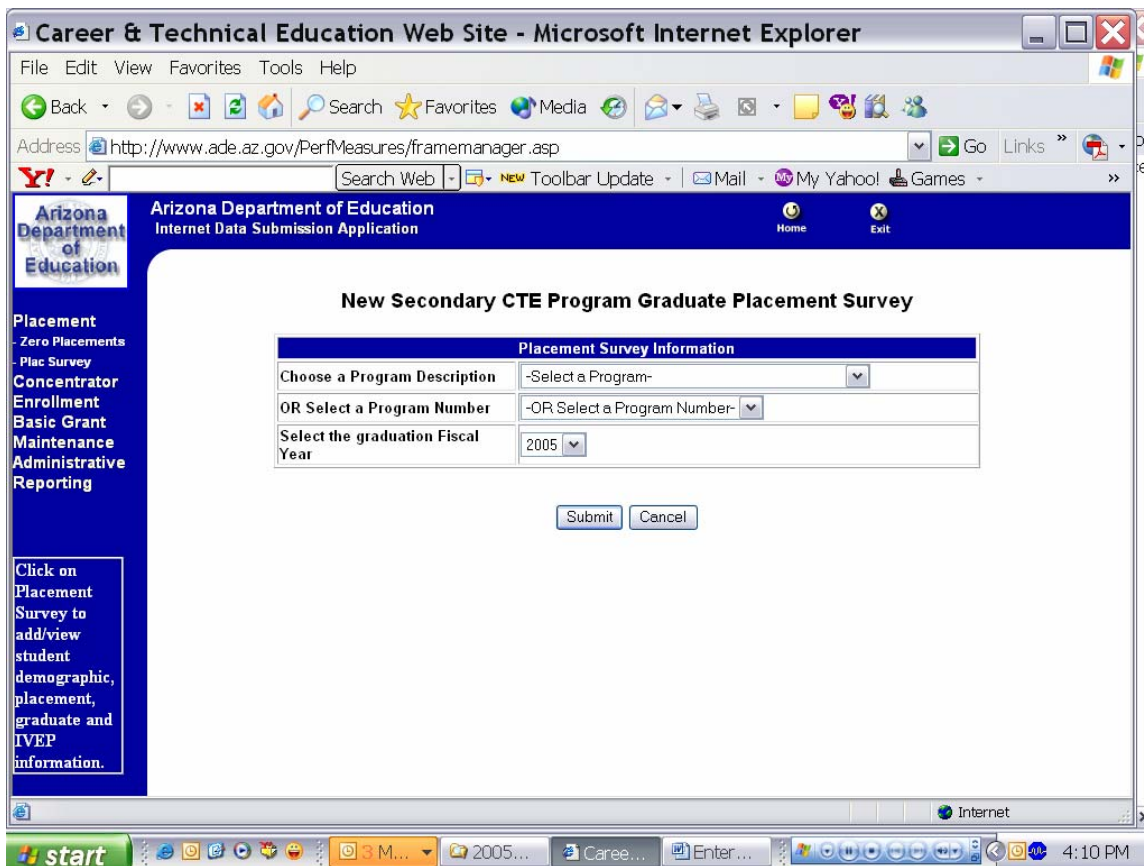 Career & Technical Education Web Site - Microsoft Internet Explorer
File Edit View Favorites Tools Help
Back Search Favorites Media
Address http://www.ade.az.gov/PerfMeasures/framemanager.asp Go Links »
Y! Search Web NEW Toolbar Update Mail My Yahoo! Games »
Arizona Department of Education
Arizona Department of Education
Internet Data Submission Application
Home Exit
Placement
- Zero Placements
- Plac Survey
Concentrator
Enrollment
Basic Grant
Maintenance
Administrative
Reporting
Click on
Placement
Survey to
add/view
student
demographic,
placement,
graduate and
IVEP
information.
New Secondary CTE Program Graduate Placement Survey
Placement Survey Information
Choose a Program Description -Select a Program-
OR Select a Program Number -OR Select a Program Number-
Select the graduation Fiscal
Year 2005
Submit Cancel
Internet
start 3 M... 2005... Caree... Enter... 4:10 PM